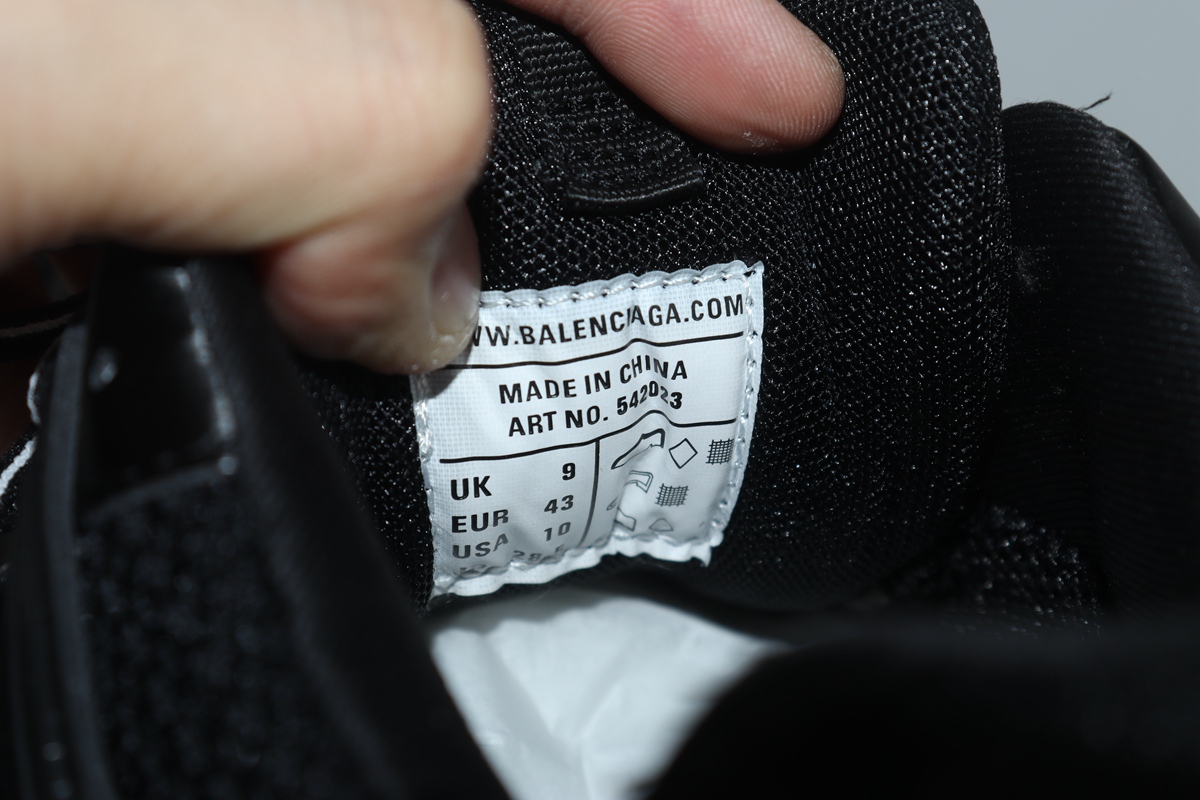 WW.BALENCIAGA.COM
MADE IN CHINA
ART NO. 542023
UK 9
EUR 43
USA 10